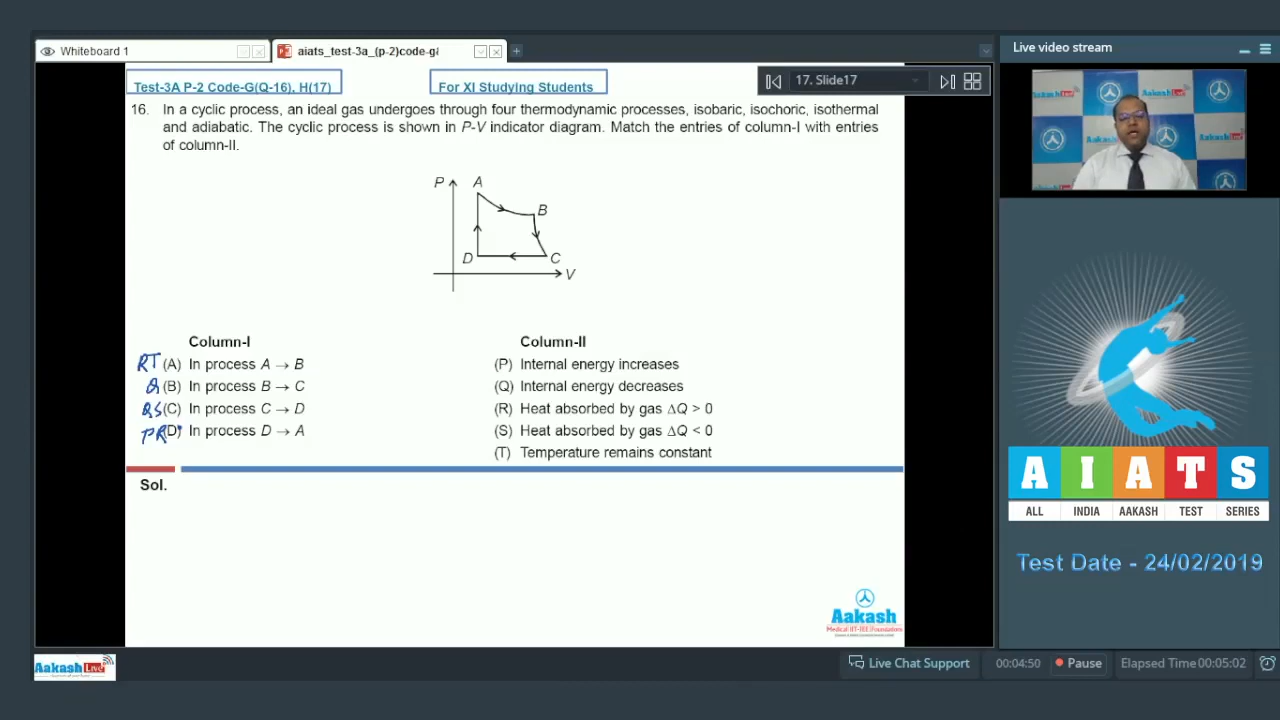 Whiteboard 1
aiats_test-3a_(p-2)code-g&
Live video stream
Test-3A P-2 Code-G(Q-16), H(17)
For XI Studying Students
17. Slide17
16. In a cyclic process, an ideal gas undergoes through four thermodynamic processes, isobaric, isochoric, isothermal
and adiabatic. The cyclic process is shown in P-V indicator diagram. Match the entries of column-I with entries
of column-II.
P
A
B
D
C
V
Column-I
Column-II
RT (A) In process A → B
(P) Internal energy increases
Q (B) In process B → C
(Q) Internal energy decreases
QS (C) In process C → D
(R) Heat absorbed by gas ΔQ > 0
PR (D) In process D → A
(S) Heat absorbed by gas ΔQ < 0
(T) Temperature remains constant
Sol.
A I A T S
ALL INDIA AAKASH TEST SERIES
Test Date - 24/02/2019
Aakash
Medical|IIT-JEE|Foundations
Aakash Live
Live Chat Support
00:04:50
Pause
Elapsed Time 00:05:02